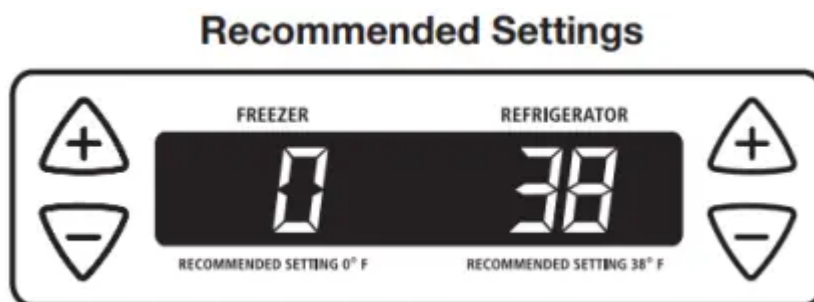 Recommended Settings
FREEZER REFRIGERATOR
+ 0 38 +
- -
RECOMMENDED SETTING 0° F RECOMMENDED SETTING 38° F